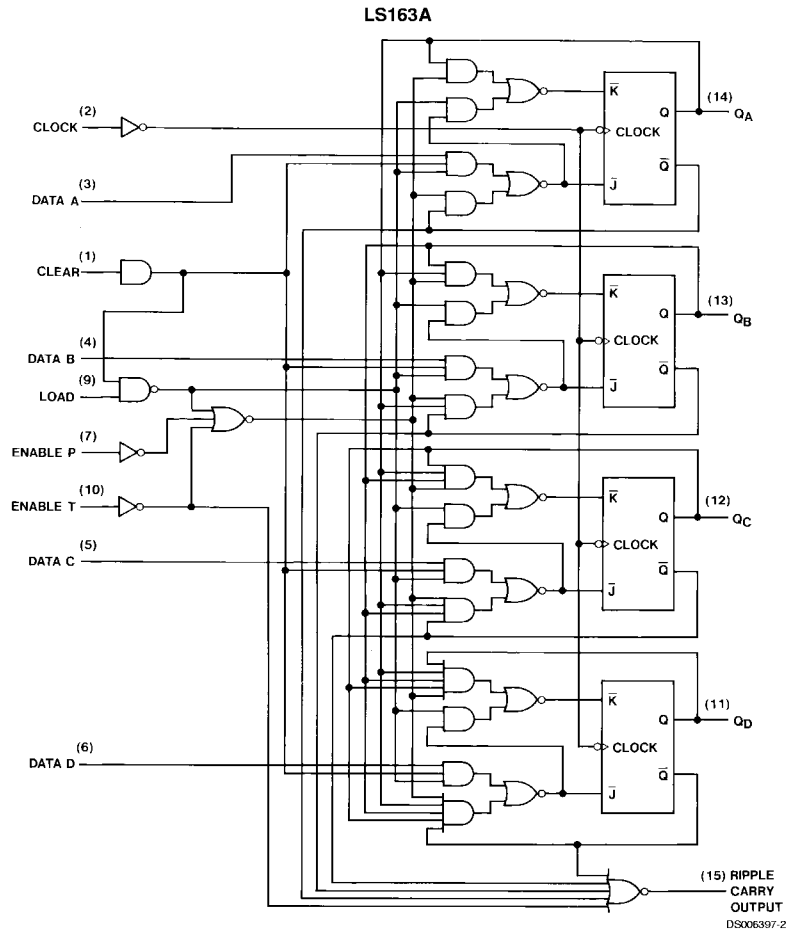 LS163A
(2)
CLOCK
(3)
DATA A
(1)
CLEAR
(4)
DATA B
(9)
LOAD
(7)
ENABLE P
(10)
ENABLE T
(5)
DATA C
(6)
DATA D
K̅
Q
CLOCK
Q̅
J̅
(14)
QA
K̅
Q
CLOCK
Q̅
J̅
(13)
QB
K̅
Q
CLOCK
Q̅
J̅
(12)
QC
K̅
Q
CLOCK
Q̅
J̅
(11)
QD
(15) RIPPLE
CARRY
OUTPUT
DS006397-2